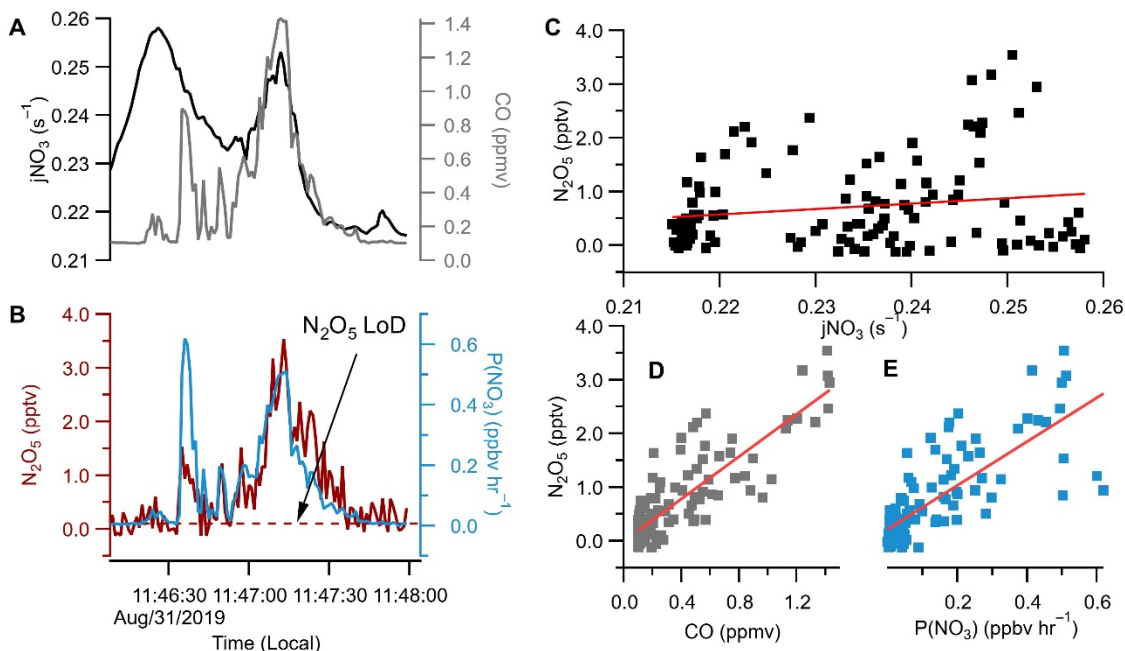 A
0.26
0.25
0.24
0.23
0.22
0.21
jNO₃ (s⁻¹)
1.4
1.2
1.0
0.8
0.6
0.4
0.2
0.0
CO (ppmv)
B
4.0
3.0
2.0
1.0
0.0
N₂O₅ (pptv)
N₂O₅ LoD
0.6
0.4
0.2
0.0
P(NO₃) (ppbv hr⁻¹)
11:46:30 11:47:00 11:47:30 11:48:00
Aug/31/2019
Time (Local)
C
4.0
3.0
2.0
1.0
0.0
N₂O₅ (pptv)
0.21 0.22 0.23 0.24 0.25 0.26
jNO₃ (s⁻¹)
D
4.0
3.0
2.0
1.0
0.0
N₂O₅ (pptv)
0.0 0.4 0.8 1.2
CO (ppmv)
E
0.2 0.4 0.6
P(NO₃) (ppbv hr⁻¹)